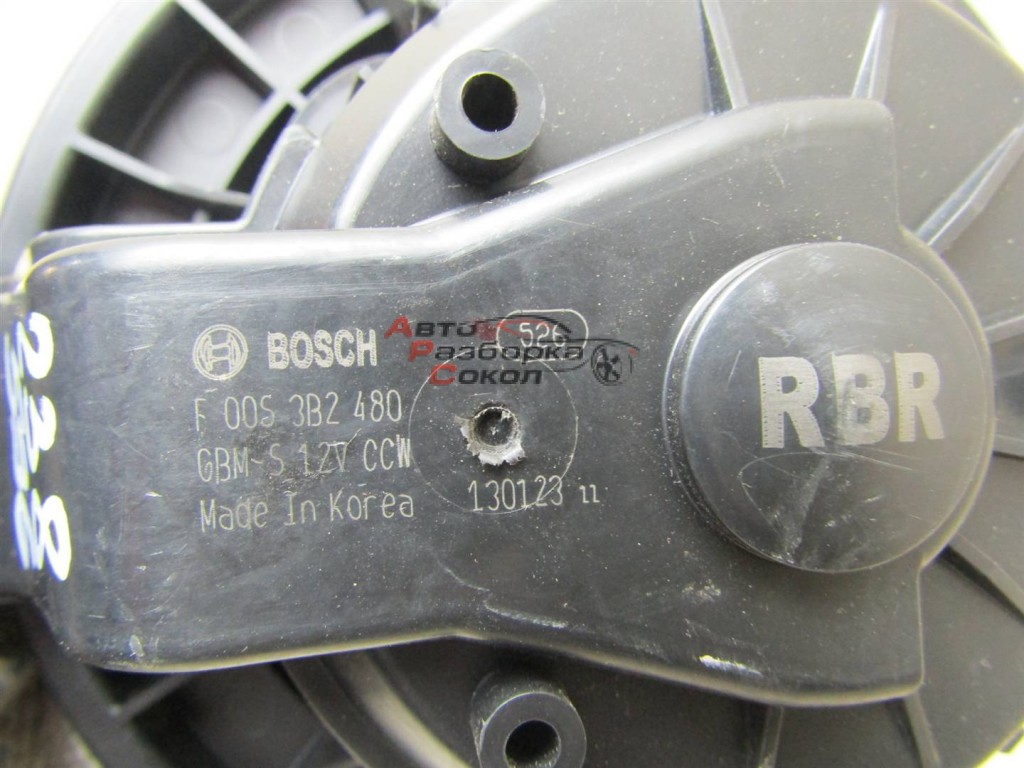 BOSCH
526
F 005 3B2 480
GBM-S 12V CCW
Made In Korea
130123 11
RBR
Авто
Разборка
Сокол